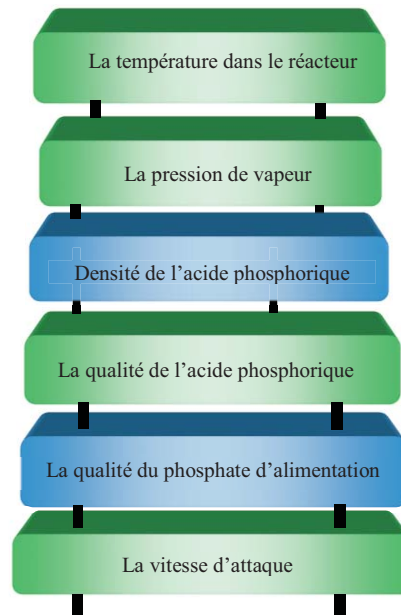 La température dans le réacteur
La pression de vapeur
Densité de l'acide phosphorique
La qualité de l'acide phosphorique
La qualité du phosphate d'alimentation
La vitesse d'attaque